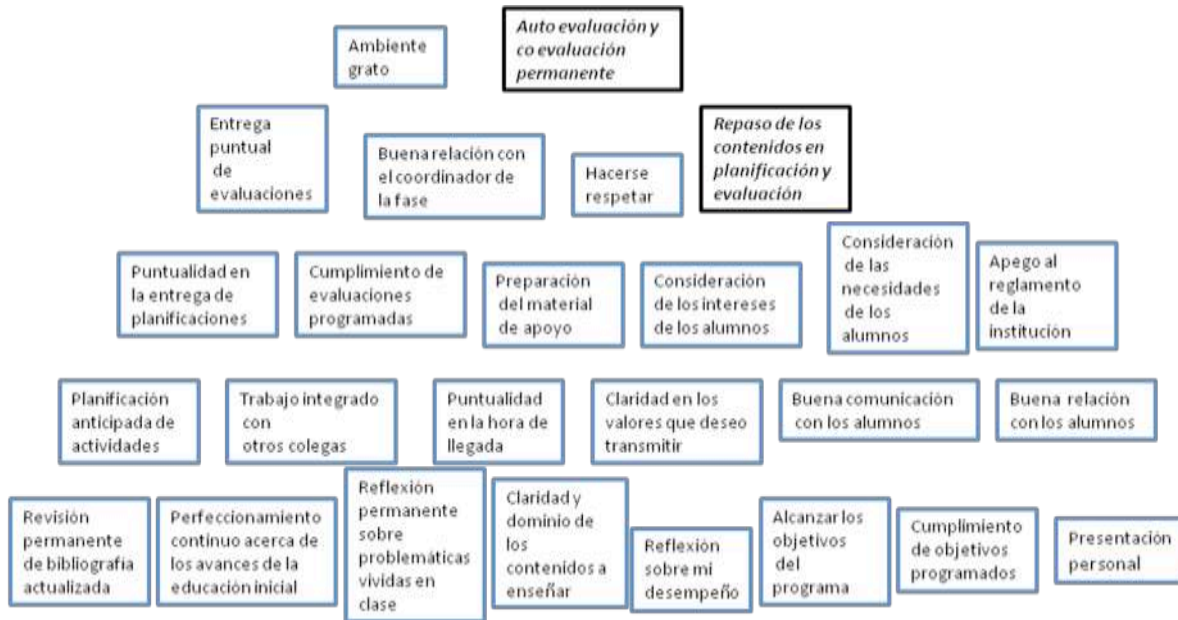 Ambiente
grato
Auto evaluación y
co evaluación
permanente
Entrega
puntual
de
evaluaciones
Buena relación con
el coordinador de
la fase
Hacerse
respetar
Repaso de los
contenidos en
planificación y
evaluación
Puntualidad en
la entrega de
planificaciones
Cumplimiento de
evaluaciones
programadas
Preparación
del material
de apoyo
Consideración
de los intereses
de los alumnos
Consideración
de las
necesidades
de los
alumnos
Apego al
reglamento
de la
institución
Planificación
anticipada de
actividades
Trabajo integrado
con
otros colegas
Puntualidad
en la hora de
llegada
Claridad en los
valores que deseo
transmitir
Buena comunicación
con los alumnos
Buena relación
con los alumnos
Revisión
permanente
de bibliografía
actualizada
Perfeccionamiento
continuo acerca de
los avances de la
educación inicial
Reflexión
permanente
sobre
problemáticas
vividas en
clase
Claridad y
dominio de
los
contenidos a
enseñar
Reflexión
sobre mi
desempeño
Alcanzar los
objetivos
del
programa
Cumplimiento
de objetivos
programados
Presentación
personal